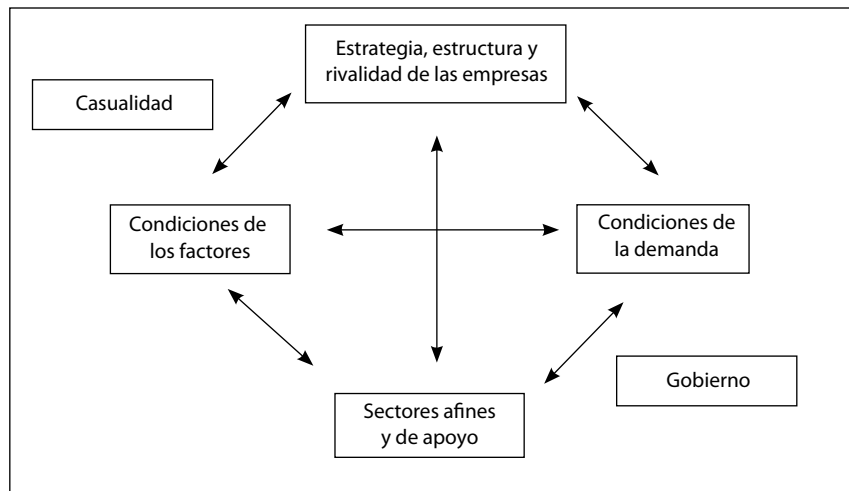 Estrategia, estructura y
rivalidad de las empresas
Casualidad
Condiciones de
los factores
Condiciones de
la demanda
Gobierno
Sectores afines
y de apoyo